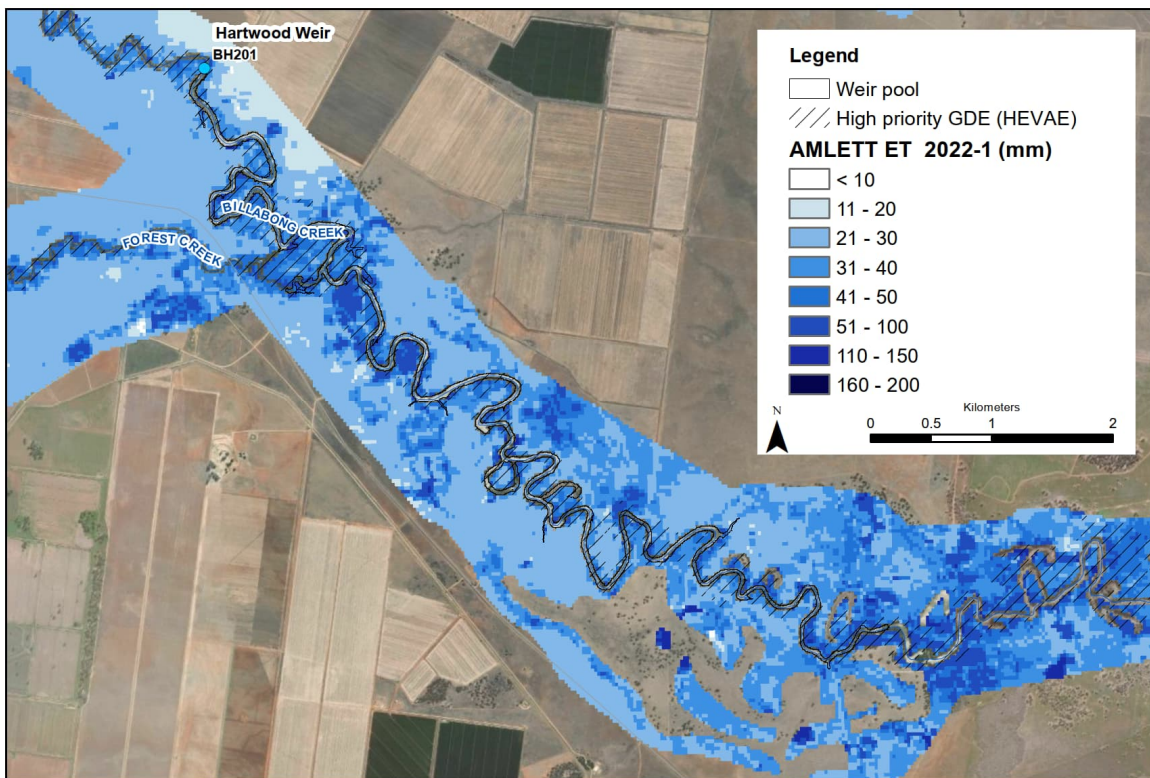 Hartwood Weir
BH201
BILLABONG CREEK
FOREST CREEK
Legend
Weir pool
High priority GDE (HEVAE)
AMLETT ET 2022-1 (mm)
< 10
11 - 20
21 - 30
31 - 40
41 - 50
51 - 100
110 - 150
160 - 200
N
Kilometers
0 0.5 1 2